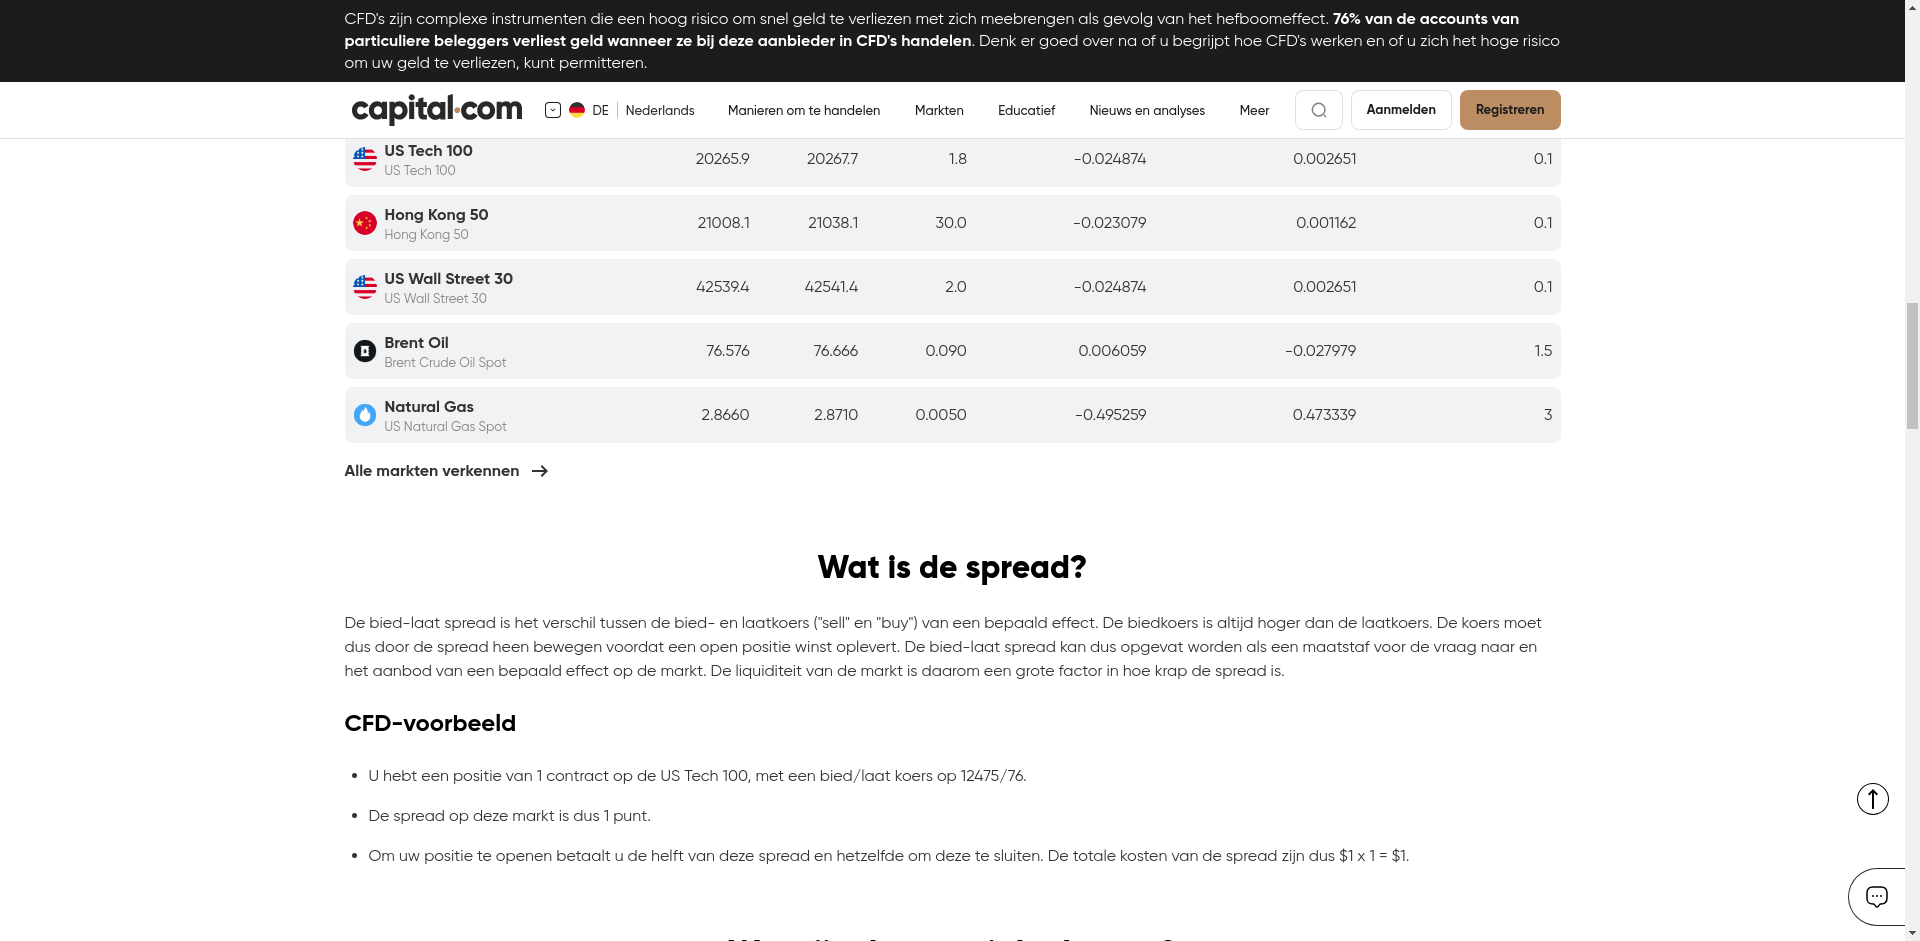 CFD's zijn complexe instrumenten die een hoog risico om snel geld te verliezen met zich meebrengen als gevolg van het hefboomeffect. 76% van de accounts van
particuliere beleggers verliest geld wanneer ze bij deze aanbieder in CFD's handelen. Denk er goed over na of u begrijpt hoe CFD's werken en of u zich het hoge risico
om uw geld te verliezen, kunt permitteren.
capital.com DE Nederlands Manieren om te handelen Markten Educatief Nieuws en analyses Meer Aanmelden Registreren
US Tech 100 20265.9 20267.7 1.8 -0.024874 0.002651 0.1
US Tech 100
Hong Kong 50 21008.1 21038.1 30.0 -0.023079 0.001162 0.1
Hong Kong 50
US Wall Street 30 42539.4 42541.4 2.0 -0.024874 0.002651 0.1
US Wall Street 30
Brent Oil 76.576 76.666 0.090 0.006059 -0.027979 1.5
Brent Crude Oil Spot
Natural Gas 2.8660 2.8710 0.0050 -0.495259 0.473339 3
US Natural Gas Spot
Alle markten verkennen
Wat is de spread?
De bied-laat spread is het verschil tussen de bied- en laatkoers ("sell" en "buy") van een bepaald effect. De biedkoers is altijd hoger dan de laatkoers. De koers moet
dus door de spread heen bewegen voordat een open positie winst oplevert. De bied-laat spread kan dus opgevat worden als een maatstaf voor de vraag naar en
het aanbod van een bepaald effect op de markt. De liquiditeit van de markt is daarom een grote factor in hoe krap de spread is.
CFD-voorbeeld
• U hebt een positie van 1 contract op de US Tech 100, met een bied/laat koers op 12475/76.
• De spread op deze markt is dus 1 punt.
• Om uw positie te openen betaalt u de helft van deze spread en hetzelfde om deze te sluiten. De totale kosten van de spread zijn dus $1 x 1 = $1.